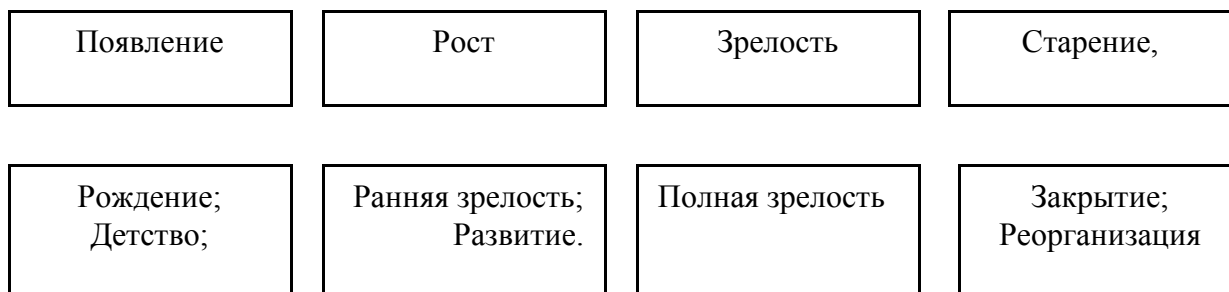 Появление
Рост
Зрелость
Старение,
Рождение;
Детство;
Ранняя зрелость;
Развитие.
Полная зрелость
Закрытие;
Реорганизация